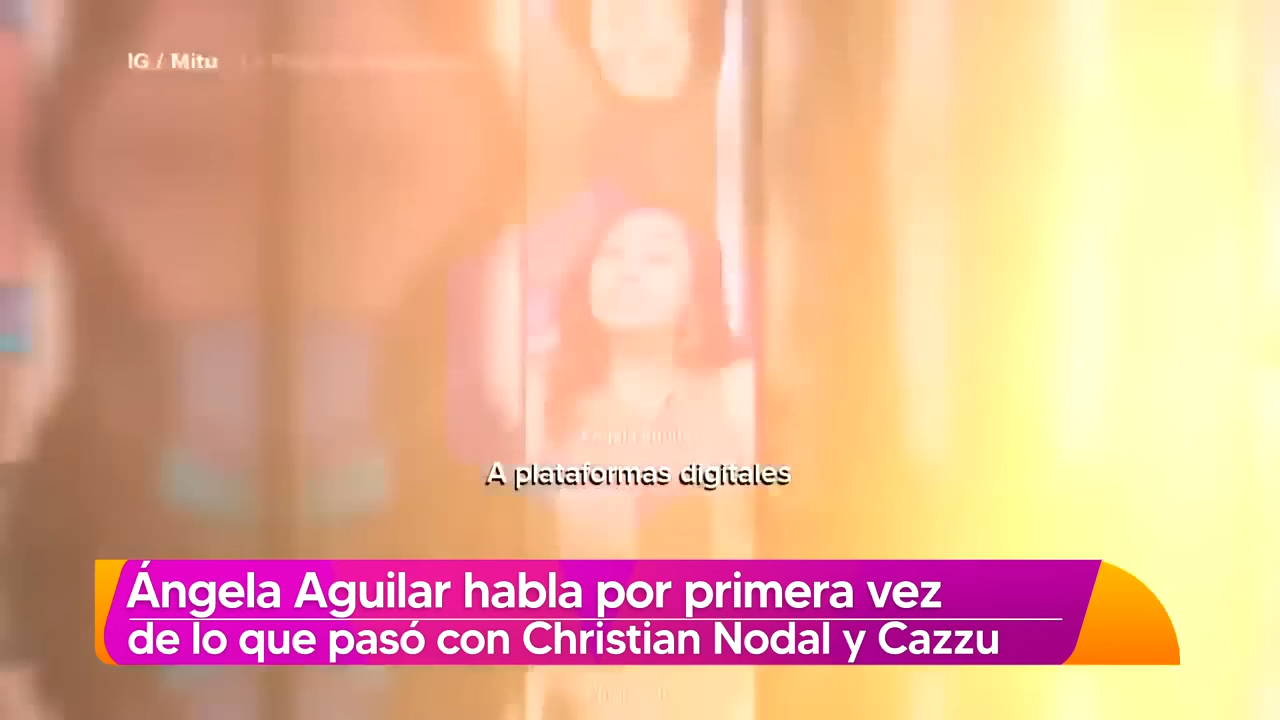 IG / Mitu
A plataformas digitales
Ángela Aguilar habla por primera vez
de lo que pasó con Christian Nodal y Cazzu